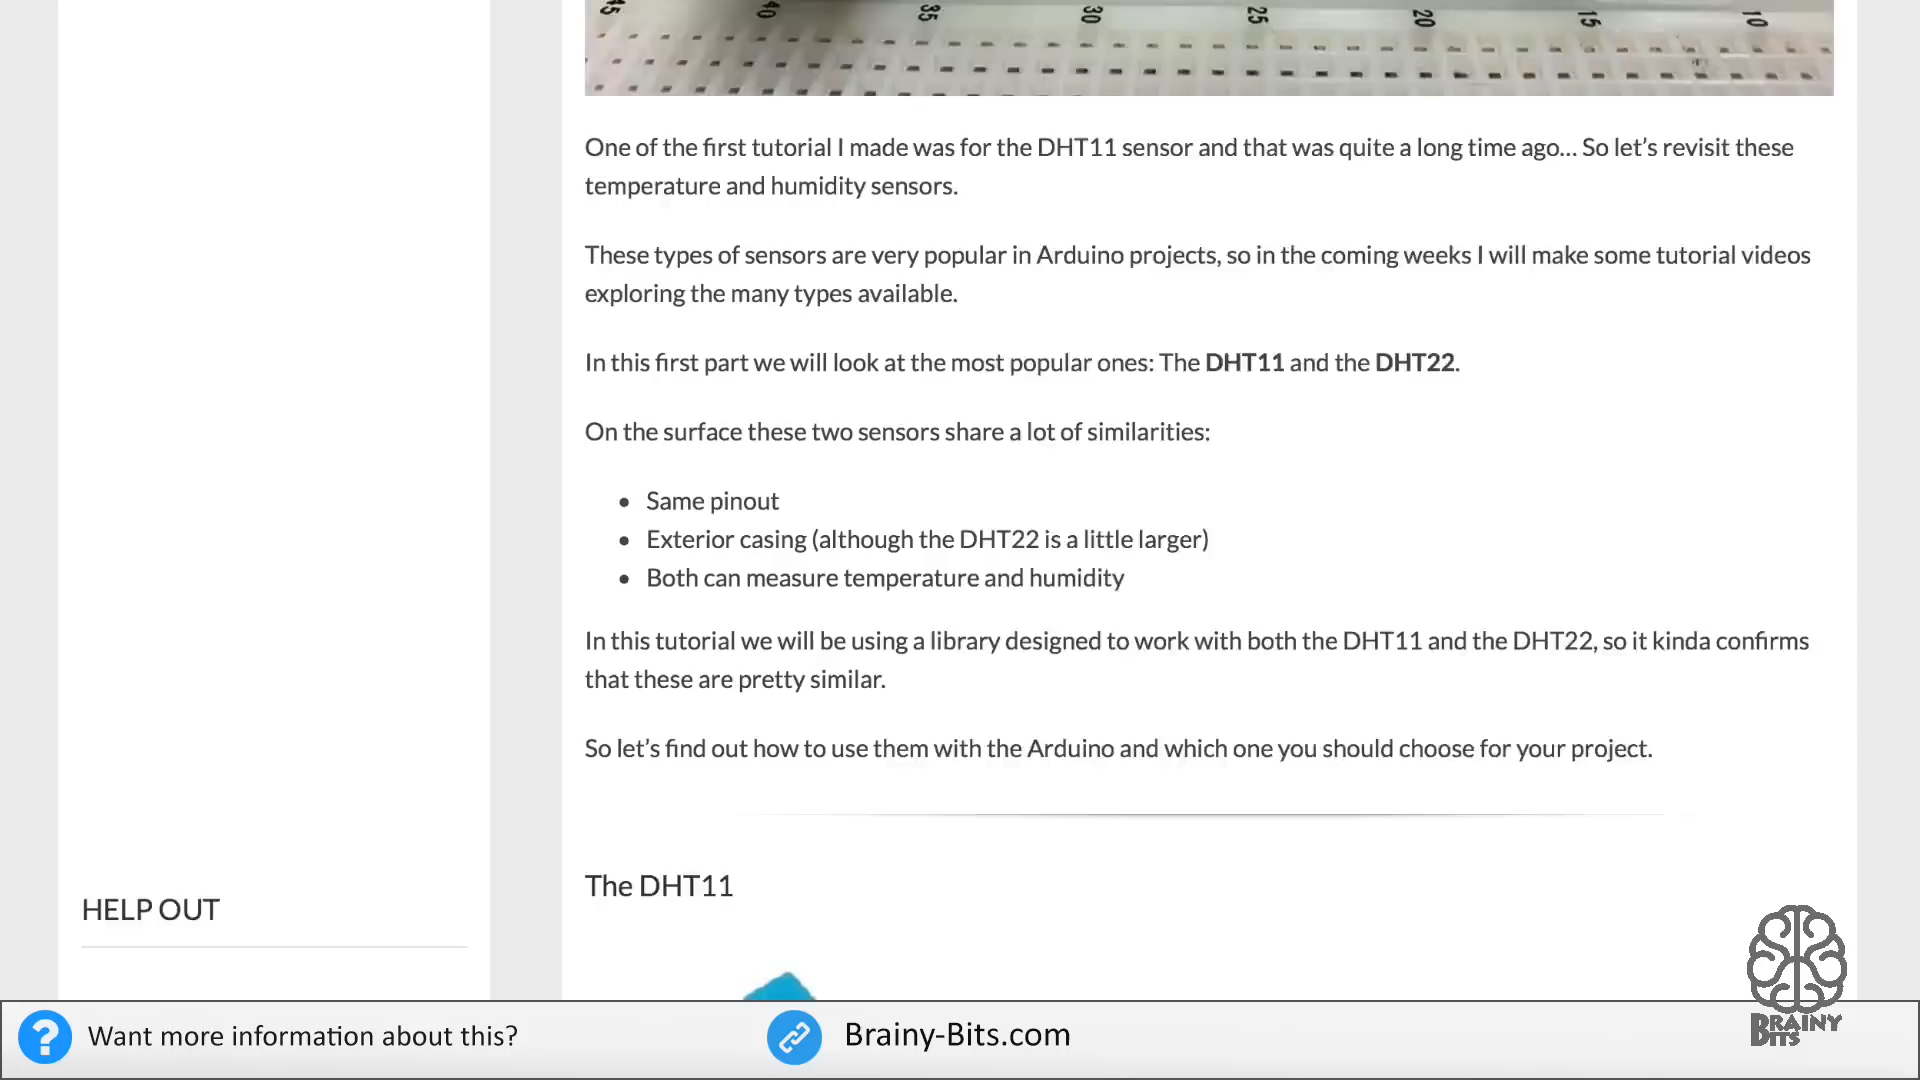 45 40 35 30 25 20 15 10
One of the first tutorial I made was for the DHT11 sensor and that was quite a long time ago… So let’s revisit these
temperature and humidity sensors.
These types of sensors are very popular in Arduino projects, so in the coming weeks I will make some tutorial videos
exploring the many types available.
In this first part we will look at the most popular ones: The DHT11 and the DHT22.
On the surface these two sensors share a lot of similarities:
• Same pinout
• Exterior casing (although the DHT22 is a little larger)
• Both can measure temperature and humidity
In this tutorial we will be using a library designed to work with both the DHT11 and the DHT22, so it kinda confirms
that these are pretty similar.
So let’s find out how to use them with the Arduino and which one you should choose for your project.
The DHT11
HELP OUT
? Want more information about this?
Brainy-Bits.com
BRAINY
BITS